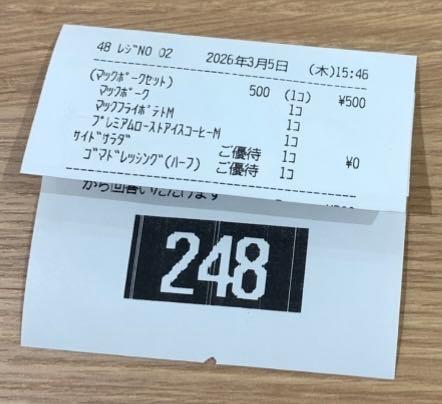 48 レジNO 02 2026年3月5日 (木)15:46
(マックポークセット) 500 (1コ) ¥500
マックポーク 1コ
マックフライポテトM 1コ
プレミアムローストアイスコーヒーM 1コ
サイドサラダ ご優待 1コ ¥0
ゴマドレッシング(ハーフ) ご優待 1コ
から回答いただけます
248